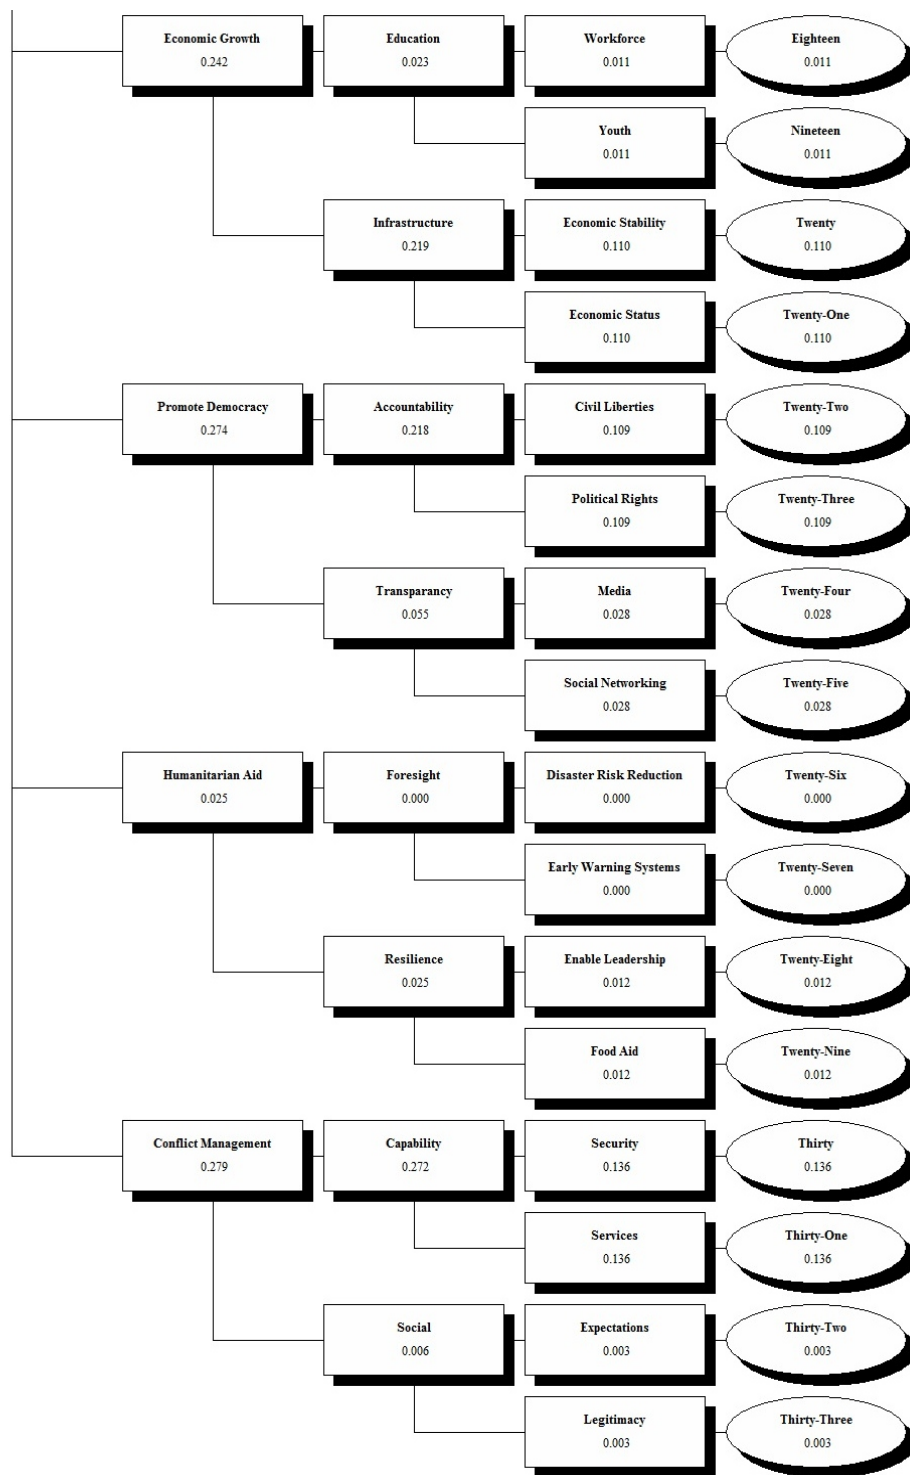 Economic Growth
0.242
Education
0.023
Workforce
0.011
Eighteen
0.011
Youth
0.011
Nineteen
0.011
Infrastructure
0.219
Economic Stability
0.110
Twenty
0.110
Economic Status
0.110
Twenty-One
0.110
Promote Democracy
0.274
Accountability
0.218
Civil Liberties
0.109
Twenty-Two
0.109
Political Rights
0.109
Twenty-Three
0.109
Transparancy
0.055
Media
0.028
Twenty-Four
0.028
Social Networking
0.028
Twenty-Five
0.028
Humanitarian Aid
0.025
Foresight
0.000
Disaster Risk Reduction
0.000
Twenty-Six
0.000
Early Warning Systems
0.000
Twenty-Seven
0.000
Resilience
0.025
Enable Leadership
0.012
Twenty-Eight
0.012
Food Aid
0.012
Twenty-Nine
0.012
Conflict Management
0.279
Capability
0.272
Security
0.136
Thirty
0.136
Services
0.136
Thirty-One
0.136
Social
0.006
Expectations
0.003
Thirty-Two
0.003
Legitimacy
0.003
Thirty-Three
0.003